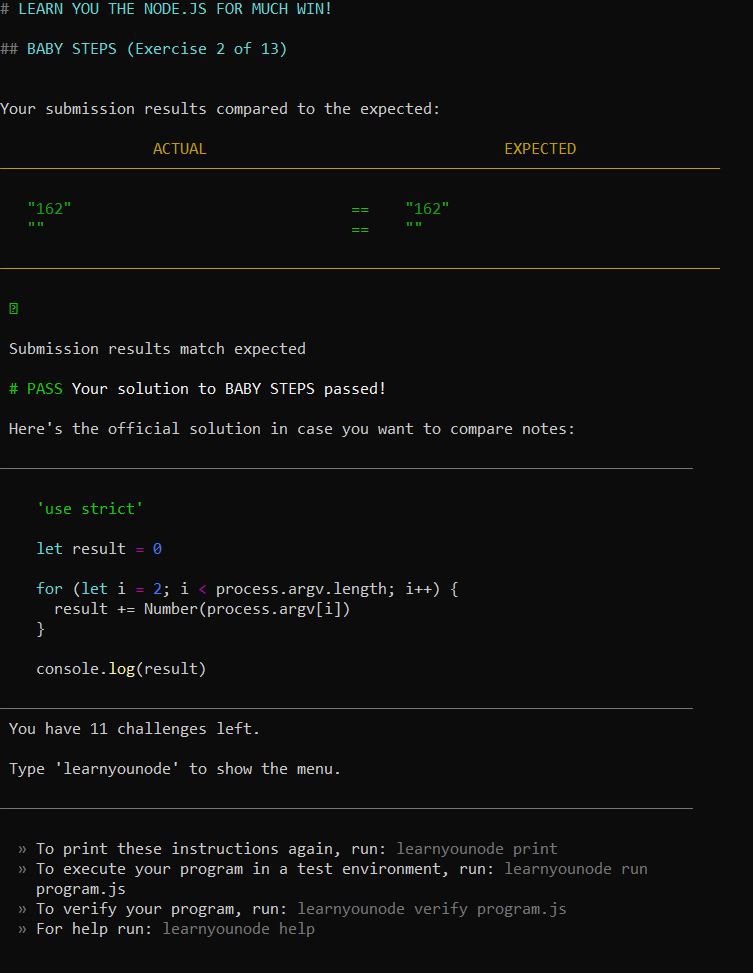 # LEARN YOU THE NODE.JS FOR MUCH WIN!
## BABY STEPS (Exercise 2 of 13)
Your submission results compared to the expected:
ACTUAL EXPECTED
"162" == "162"
"" == ""
Submission results match expected
# PASS Your solution to BABY STEPS passed!
Here's the official solution in case you want to compare notes:
'use strict'
let result = 0
for (let i = 2; i < process.argv.length; i++) {
result += Number(process.argv[i])
}
console.log(result)
You have 11 challenges left.
Type 'learnyounode' to show the menu.
» To print these instructions again, run: learnyounode print
» To execute your program in a test environment, run: learnyounode run
program.js
» To verify your program, run: learnyounode verify program.js
» For help run: learnyounode help